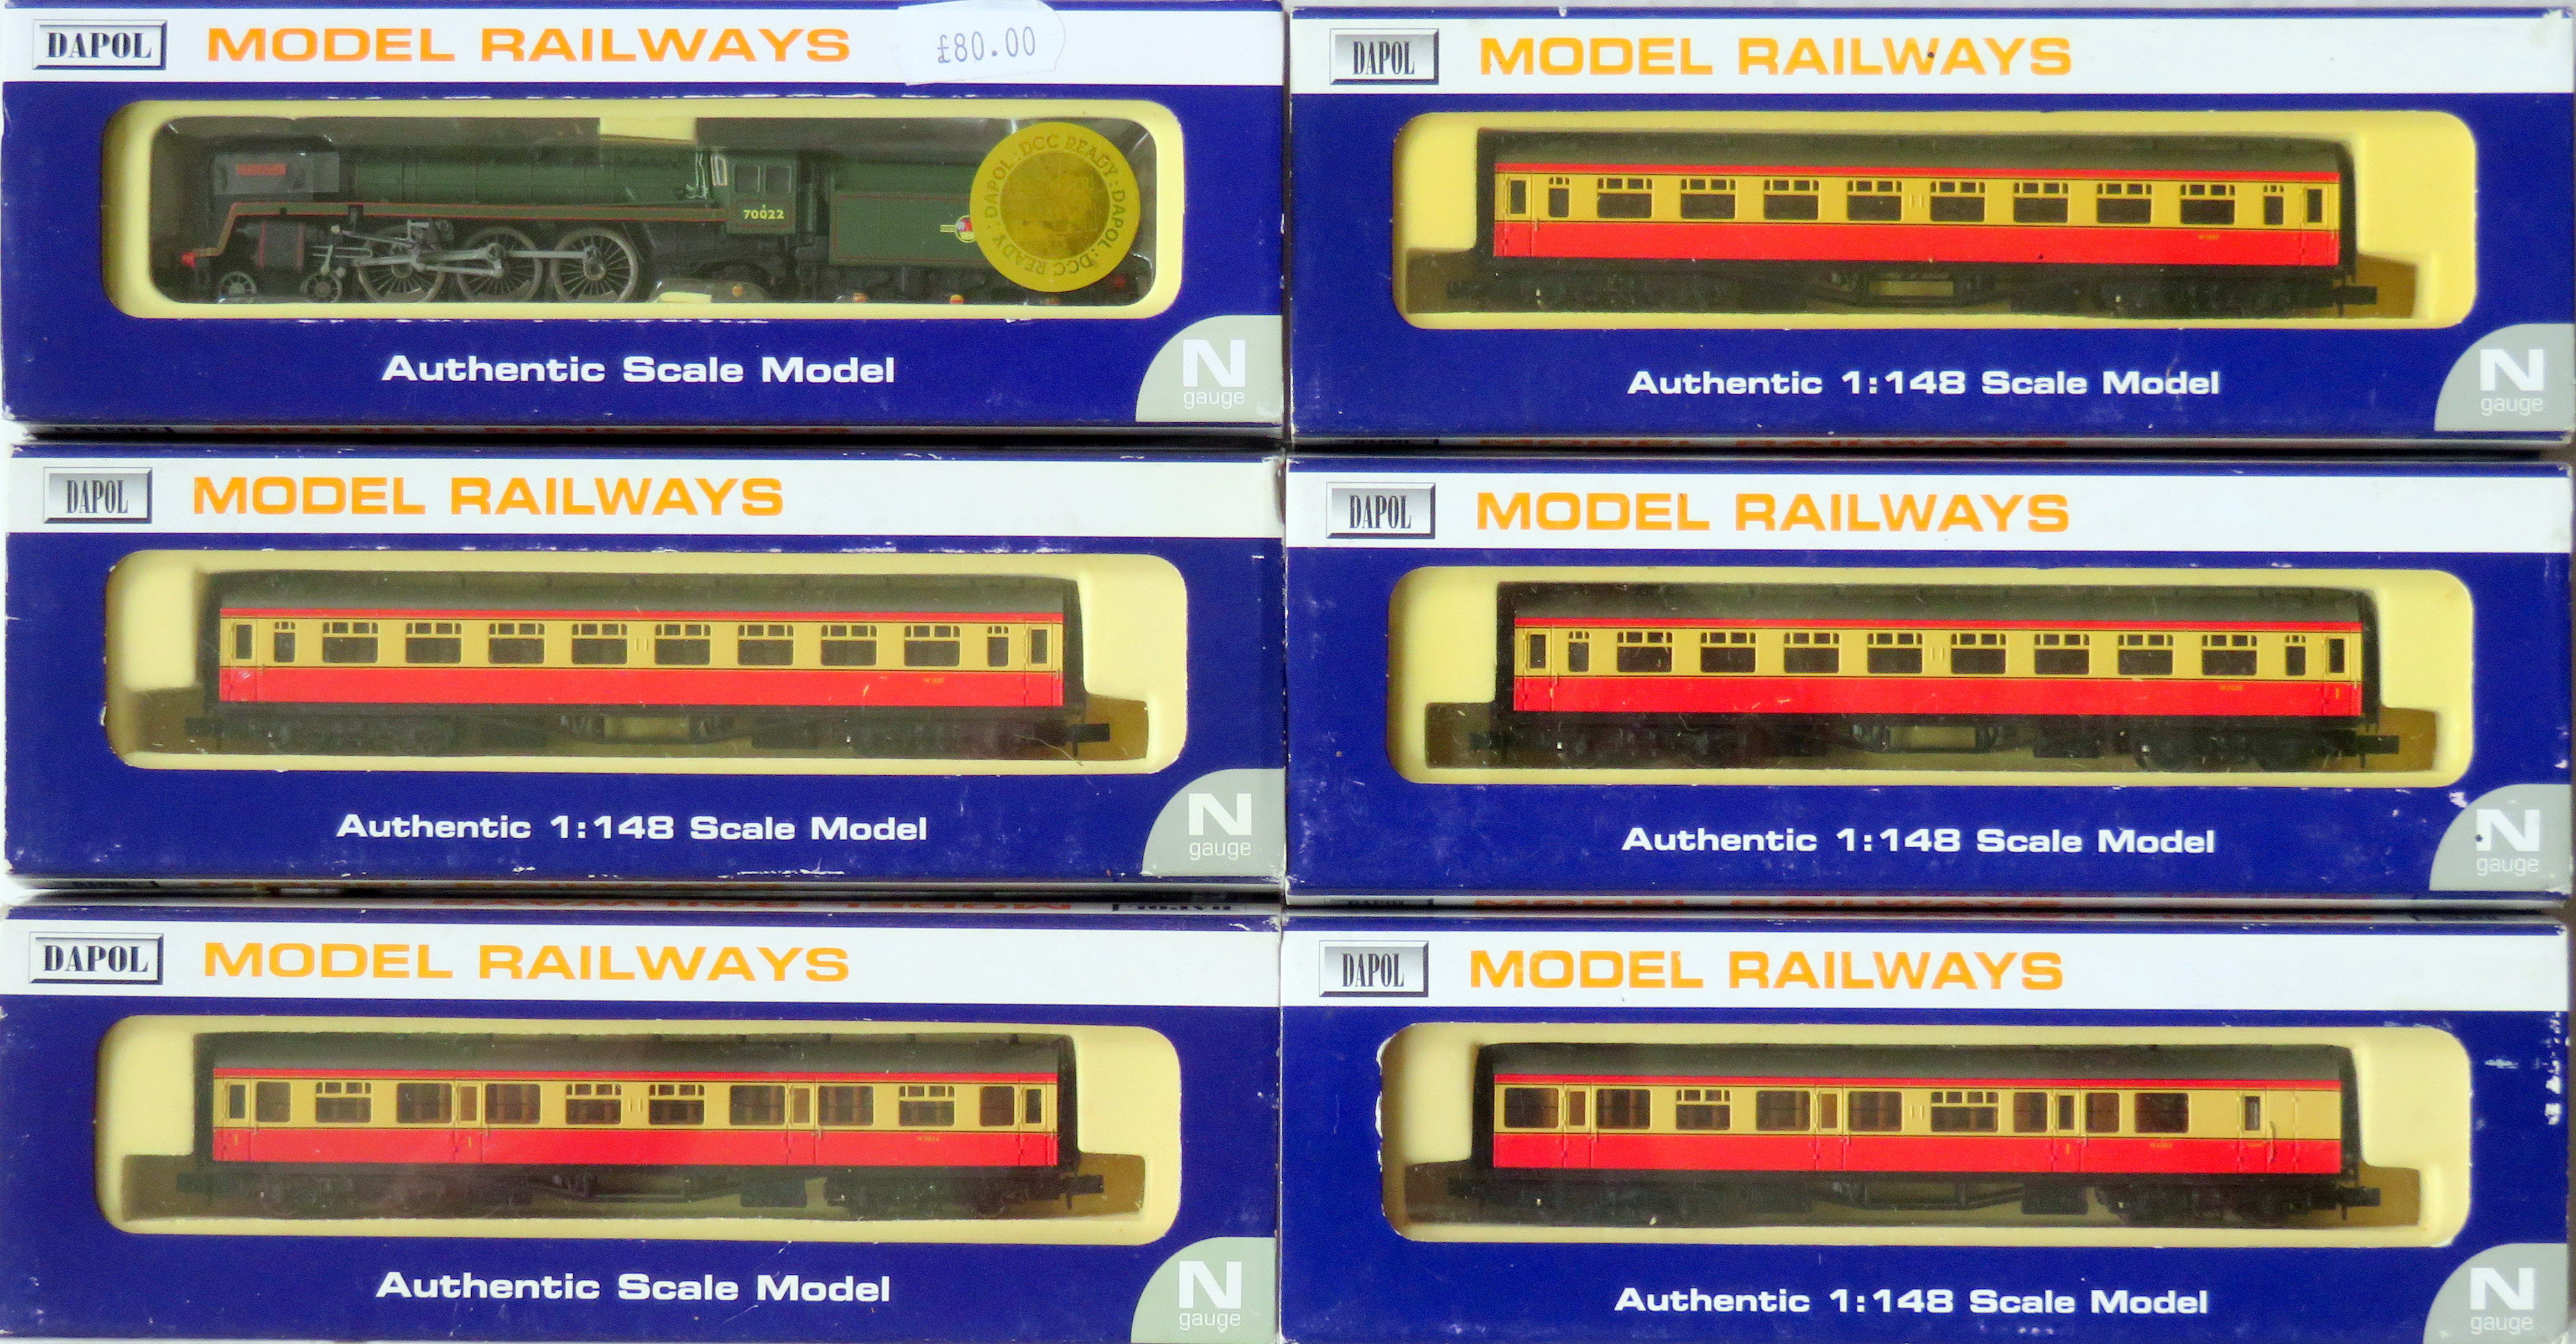 DAPOL MODEL RAILWAYS £80.00
70022
DAPOL : DCC READY : DAPOL : DCC READY :
Authentic Scale Model
N
gauge
DAPOL MODEL RAILWAYS
Authentic 1:148 Scale Model
N
gauge
DAPOL MODEL RAILWAYS
Authentic 1:148 Scale Model
N
gauge
DAPOL MODEL RAILWAYS
Authentic 1:148 Scale Model
N
gauge
DAPOL MODEL RAILWAYS
Authentic Scale Model
N
gauge
DAPOL MODEL RAILWAYS
Authentic 1:148 Scale Model
N
gauge